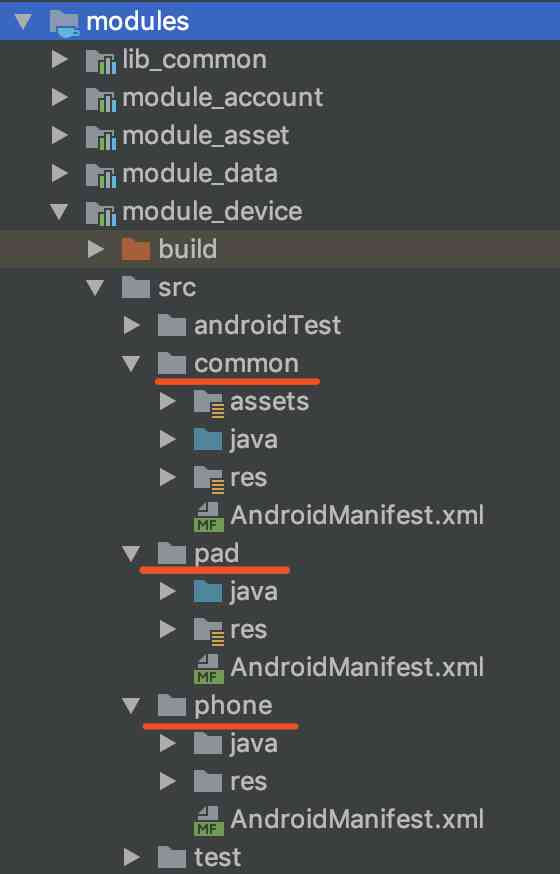 modules
lib_common
module_account
module_asset
module_data
module_device
build
src
androidTest
common
assets
java
res
MF AndroidManifest.xml
pad
java
res
MF AndroidManifest.xml
phone
java
res
MF AndroidManifest.xml
test